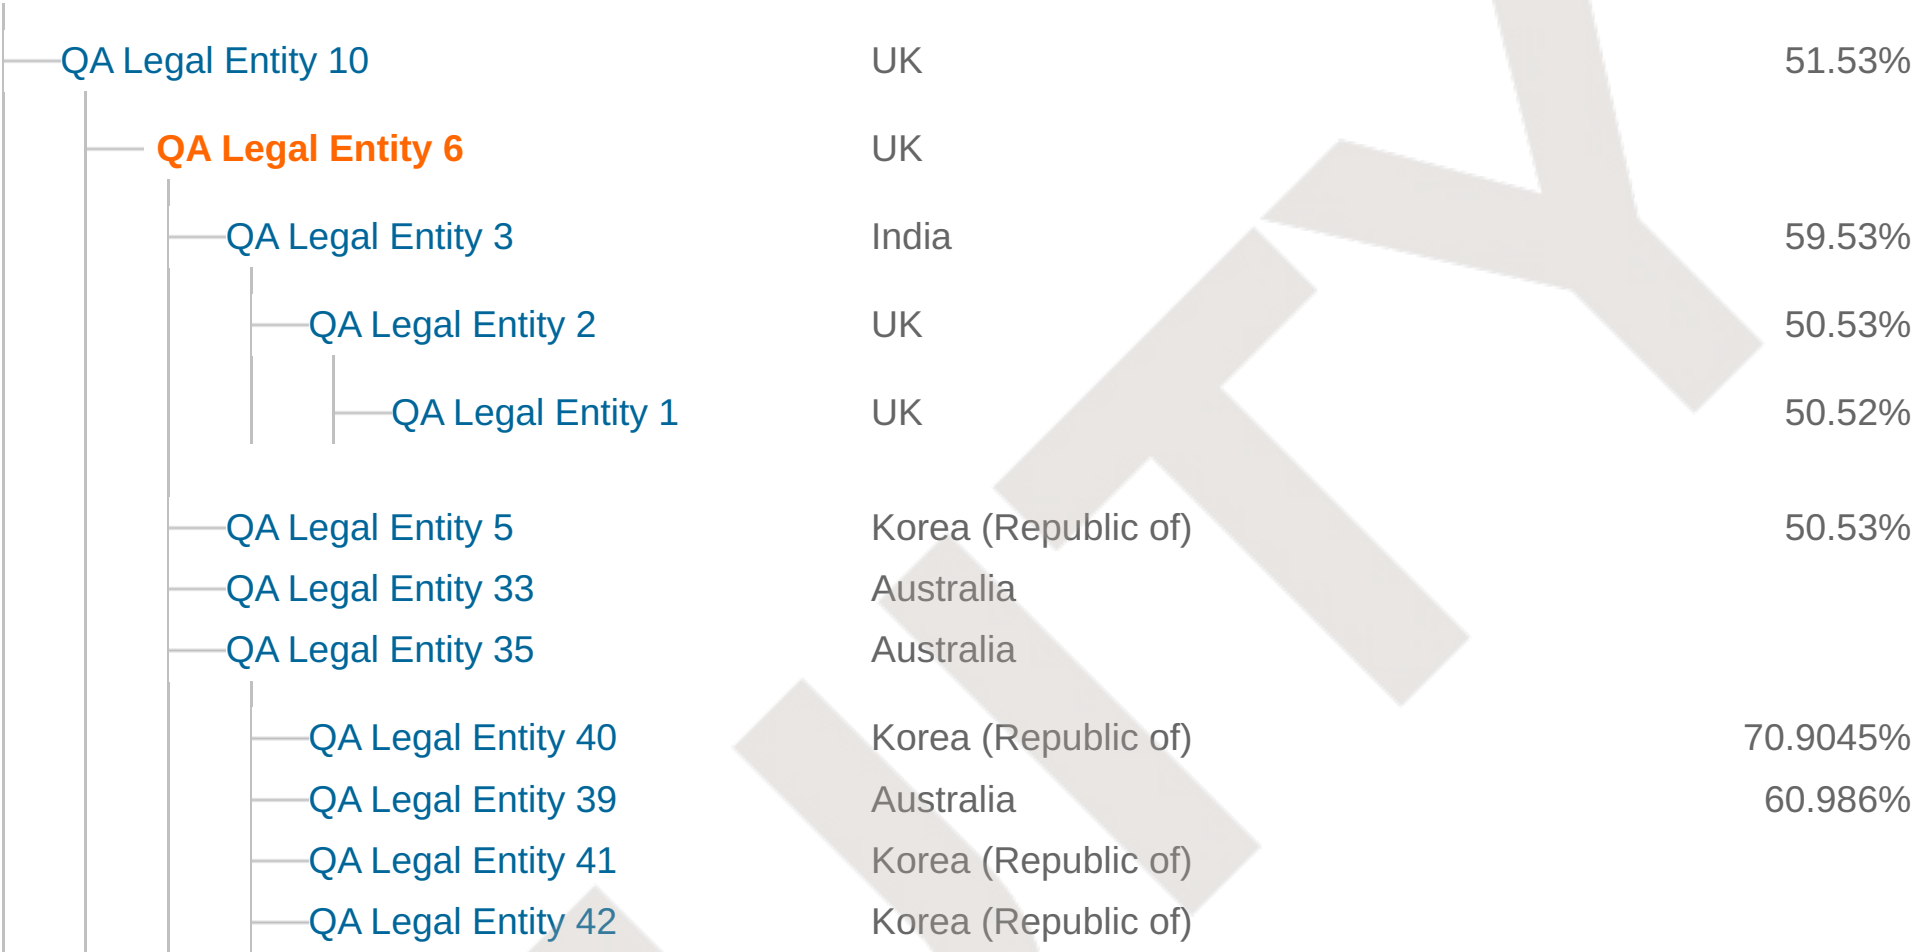 QA Legal Entity 10 UK 51.53%
QA Legal Entity 6 UK
QA Legal Entity 3 India 59.53%
QA Legal Entity 2 UK 50.53%
QA Legal Entity 1 UK 50.52%
QA Legal Entity 5 Korea (Republic of) 50.53%
QA Legal Entity 33 Australia
QA Legal Entity 35 Australia
QA Legal Entity 40 Korea (Republic of) 70.9045%
QA Legal Entity 39 Australia 60.986%
QA Legal Entity 41 Korea (Republic of)
QA Legal Entity 42 Korea (Republic of)